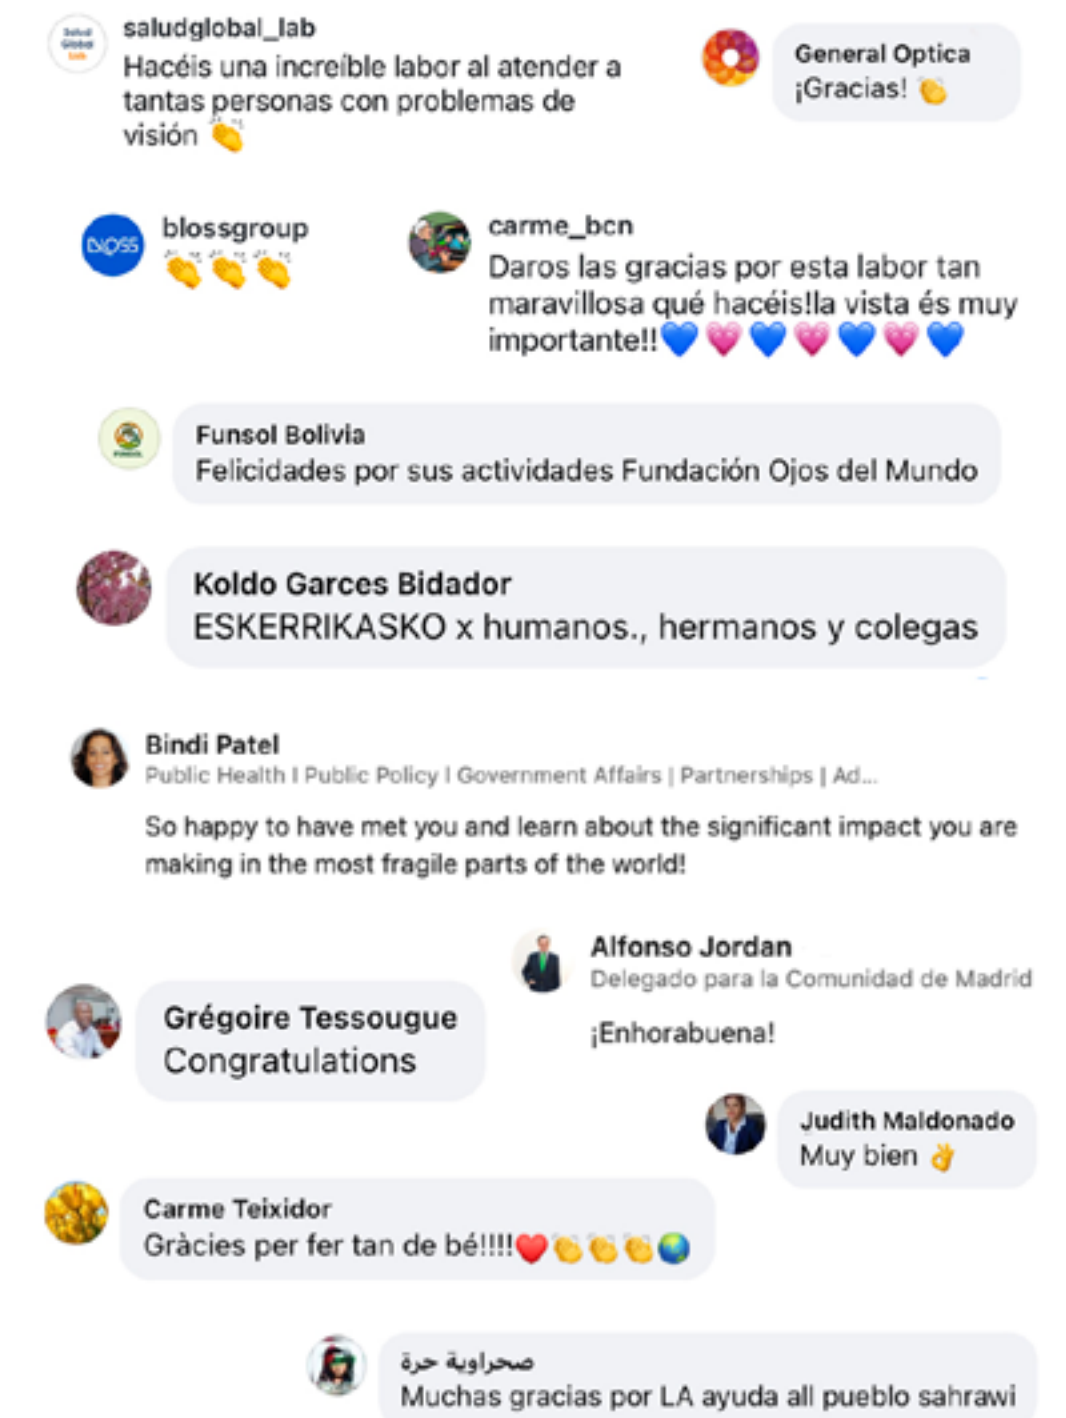 Salud
Global
Lab
saludglobal_lab
Hacéis una increíble labor al atender a
tantas personas con problemas de
visión 👏
General Optica
¡Gracias! 👏
blossgroup
👏👏👏
bloss
carme_bcn
Daros las gracias por esta labor tan
maravillosa qué hacéis!la vista és muy
importante!!💙💗💙💗💙💗💙
Funsol Bolivia
Felicidades por sus actividades Fundación Ojos del Mundo
FUNSOL
Koldo Garces Bidador
ESKERRIKASKO x humanos., hermanos y colegas
Bindi Patel
Public Health I Public Policy I Government Affairs | Partnerships | Ad...
So happy to have met you and learn about the significant impact you are
making in the most fragile parts of the world!
Alfonso Jordan
Delegado para la Comunidad de Madrid
¡Enhorabuena!
Grégoire Tessougue
Congratulations
Judith Maldonado
Muy bien 👌
Carme Teixidor
Gràcies per fer tan de bé!!!!❤️👏👏👏🌍
صحراوية حرة
Muchas gracias por LA ayuda all pueblo sahrawi